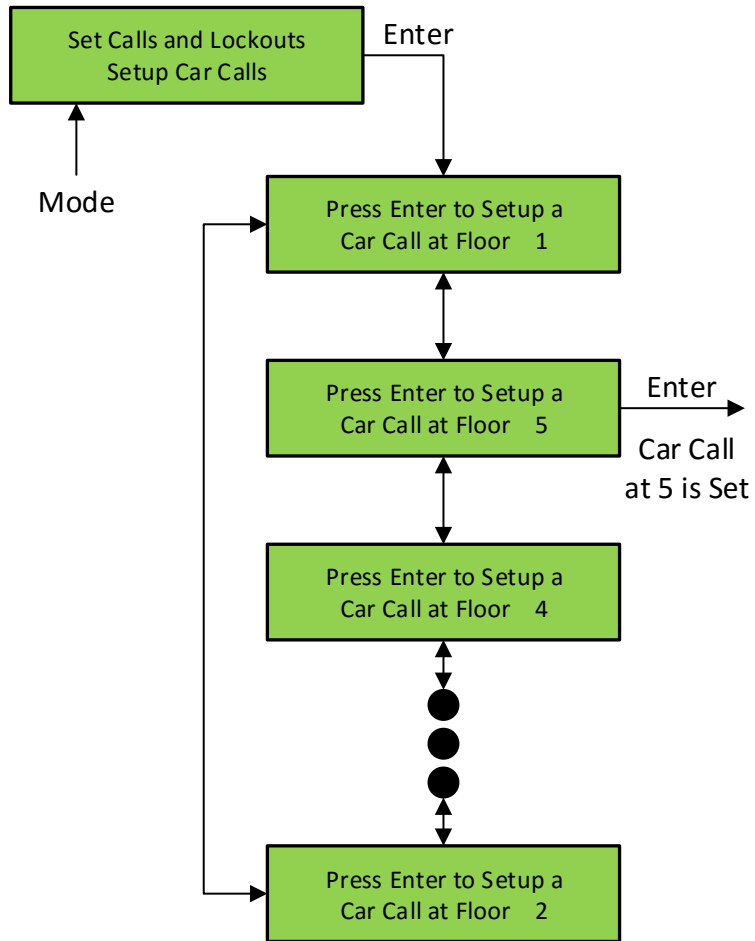 Set Calls and Lockouts
Setup Car Calls
Enter
Mode
Press Enter to Setup a
Car Call at Floor 1
Press Enter to Setup a
Car Call at Floor 5
Enter
Car Call
at 5 is Set
Press Enter to Setup a
Car Call at Floor 4
Press Enter to Setup a
Car Call at Floor 2